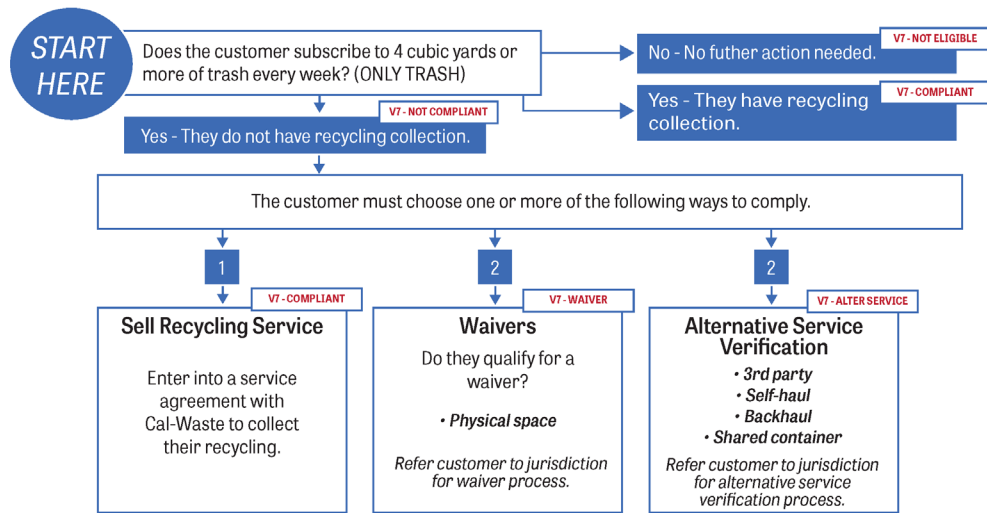 START
HERE
Does the customer subscribe to 4 cubic yards or
more of trash every week? (ONLY TRASH)
V7 - NOT ELIGIBLE
No - No futher action needed.
V7 - COMPLIANT
Yes - They have recycling
collection.
V7 - NOT COMPLIANT
Yes - They do not have recycling collection.
The customer must choose one or more of the following ways to comply.
1
2
2
V7 - COMPLIANT
Sell Recycling Service
Enter into a service
agreement with
Cal-Waste to collect
their recycling.
V7 - WAIVER
Waivers
Do they qualify for a
waiver?
• Physical space
Refer customer to jurisdiction
for waiver process.
V7 - ALTER SERVICE
Alternative Service
Verification
• 3rd party
• Self-haul
• Backhaul
• Shared container
Refer customer to jurisdiction
for alternative service
verification process.